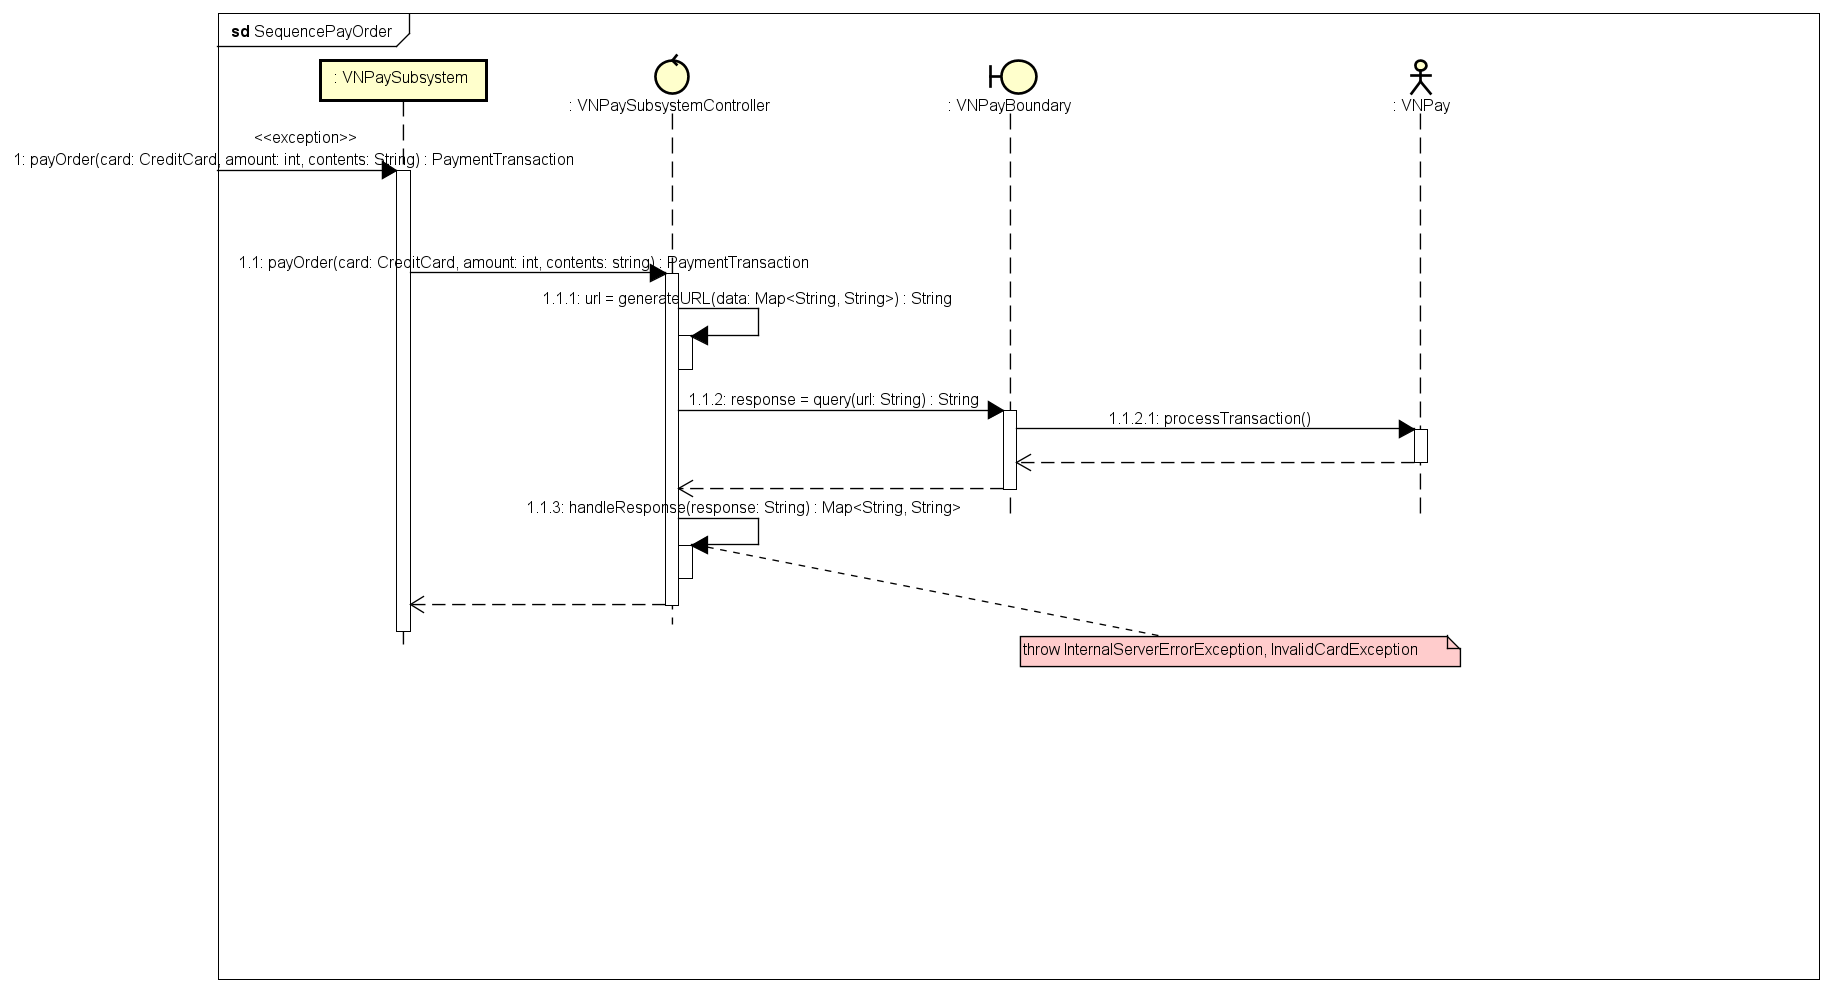 sd SequencePayOrder
: VNPaySubsystem
: VNPaySubsystemController
: VNPayBoundary
: VNPay
<<exception>>
1: payOrder(card: CreditCard, amount: int, contents: String) : PaymentTransaction
1.1: payOrder(card: CreditCard, amount: int, contents: string) : PaymentTransaction
1.1.1: url = generateURL(data: Map<String, String>) : String
1.1.2: response = query(url: String) : String
1.1.2.1: processTransaction()
1.1.3: handleResponse(response: String) : Map<String, String>
throw InternalServerErrorException, InvalidCardException